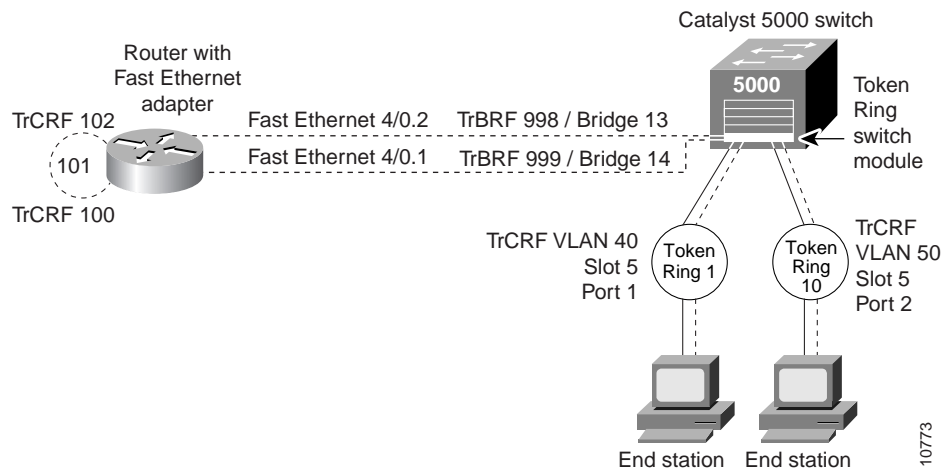 Catalyst 5000 switch
Router with
Fast Ethernet
adapter
5000
Token
Ring
switch
module
TrCRF 102
101
TrCRF 100
Fast Ethernet 4/0.2
TrBRF 998 / Bridge 13
Fast Ethernet 4/0.1
TrBRF 999 / Bridge 14
TrCRF VLAN 40
Slot 5
Port 1
Token
Ring 1
Token
Ring
10
TrCRF
VLAN 50
Slot 5
Port 2
End station
End station
10773